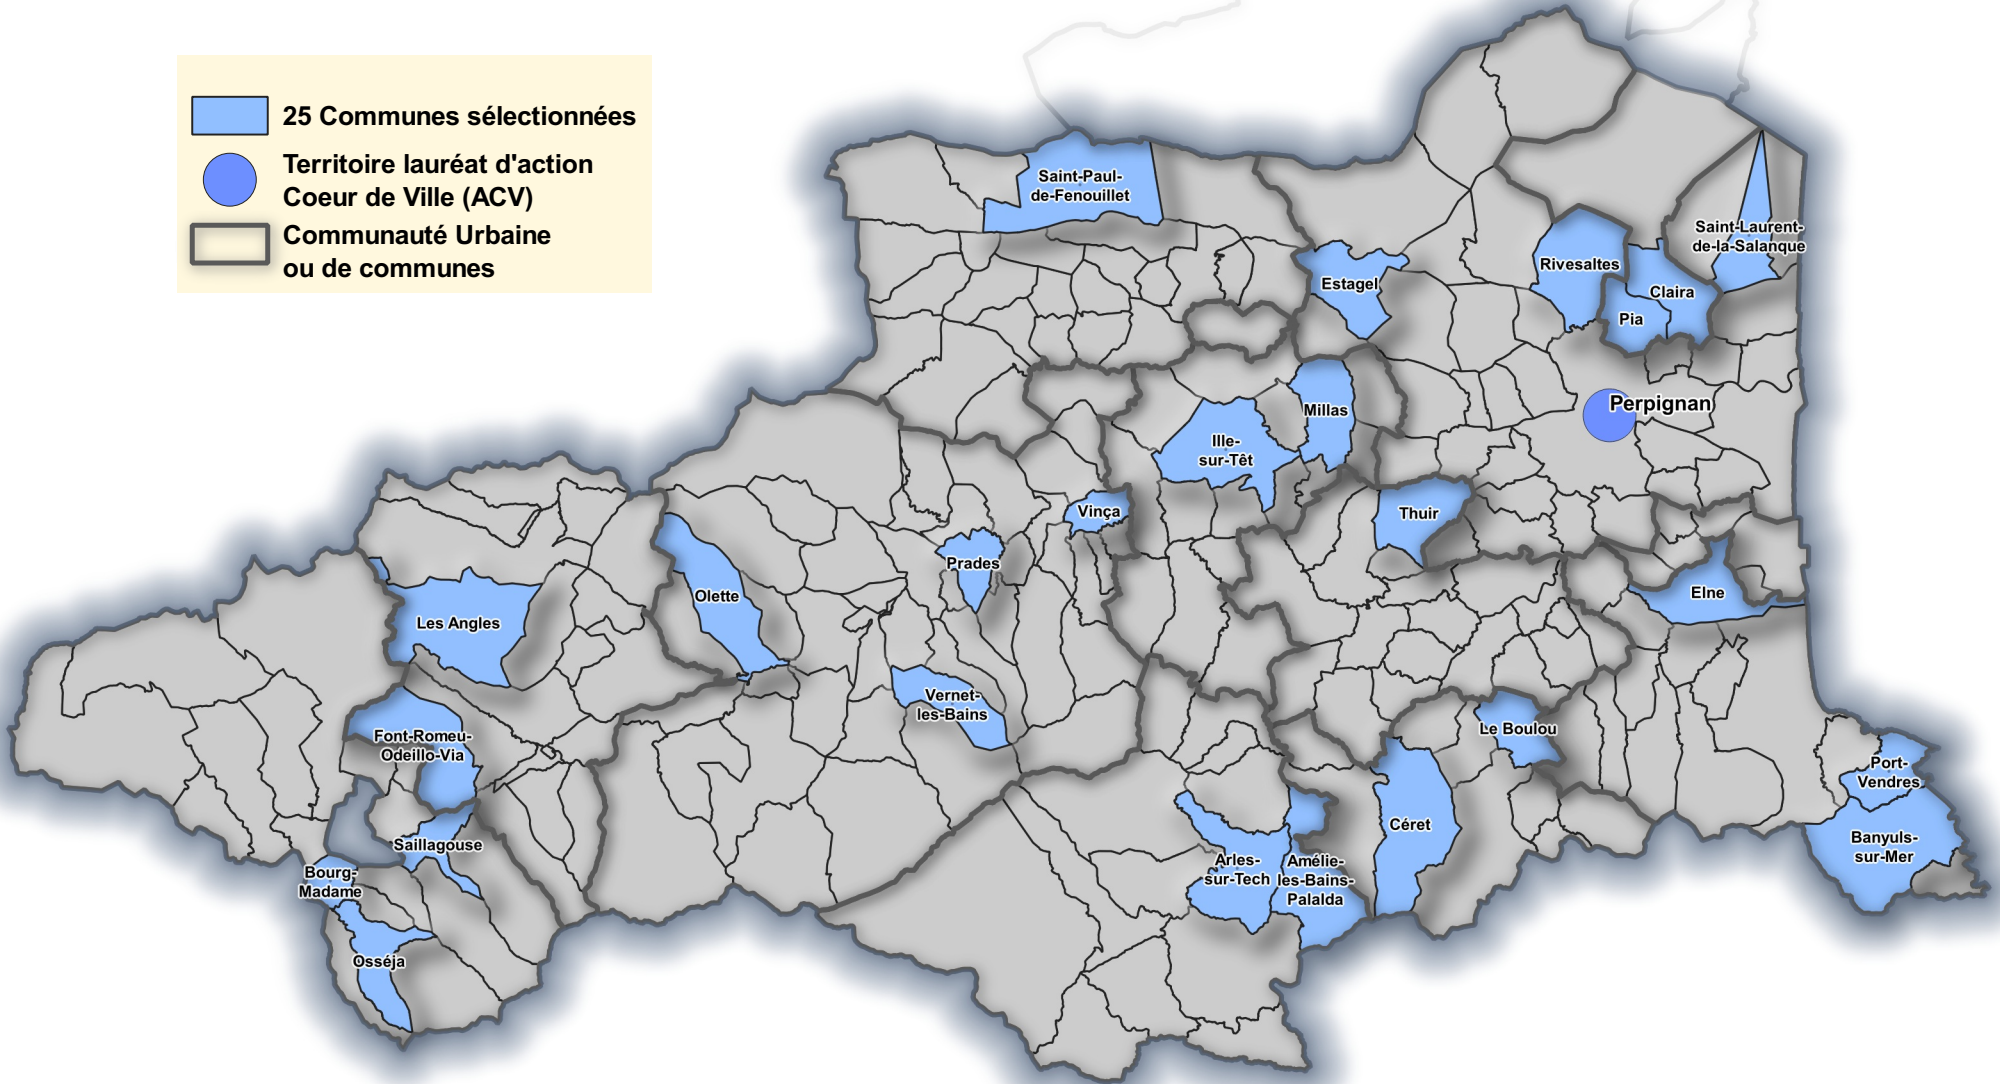 25 Communes sélectionnées
Territoire lauréat d'action
Coeur de Ville (ACV)
Communauté Urbaine
ou de communes
Saint-Paul-
de-Fenouillet
Saint-Laurent-
de-la-Salanque
Rivesaltes
Estagel
Claira
Pia
Perpignan
Millas
Ille-
sur-Têt
Vinça
Thuir
Prades
Olette
Elne
Les Angles
Vernet-
les-Bains
Font-Romeu-
Odeillo-Via
Le Boulou
Port-
Vendres
Céret
Saillagouse
Banyuls-
sur-Mer
Arles-
sur-Tech
Amélie-
les-Bains-
Palalda
Bourg-
Madame
Osséja